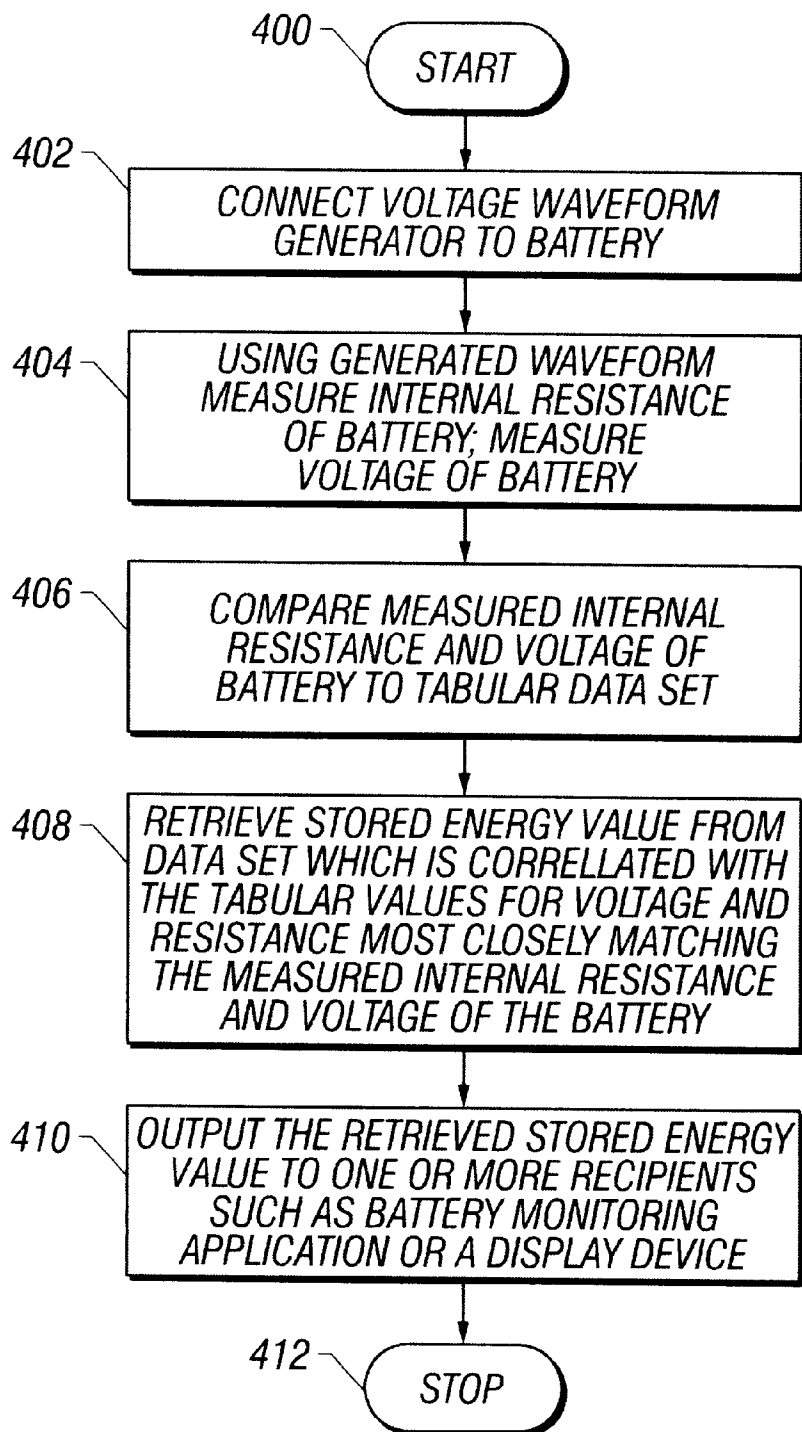 400
START
402
CONNECT VOLTAGE WAVEFORM
GENERATOR TO BATTERY
404
USING GENERATED WAVEFORM
MEASURE INTERNAL RESISTANCE
OF BATTERY; MEASURE
VOLTAGE OF BATTERY
406
COMPARE MEASURED INTERNAL
RESISTANCE AND VOLTAGE OF
BATTERY TO TABULAR DATA SET
408
RETRIEVE STORED ENERGY VALUE FROM
DATA SET WHICH IS CORRELLATED WITH
THE TABULAR VALUES FOR VOLTAGE AND
RESISTANCE MOST CLOSELY MATCHING
THE MEASURED INTERNAL RESISTANCE
AND VOLTAGE OF THE BATTERY
410
OUTPUT THE RETRIEVED STORED ENERGY
VALUE TO ONE OR MORE RECIPIENTS
SUCH AS BATTERY MONITORING
APPLICATION OR A DISPLAY DEVICE
412
STOP